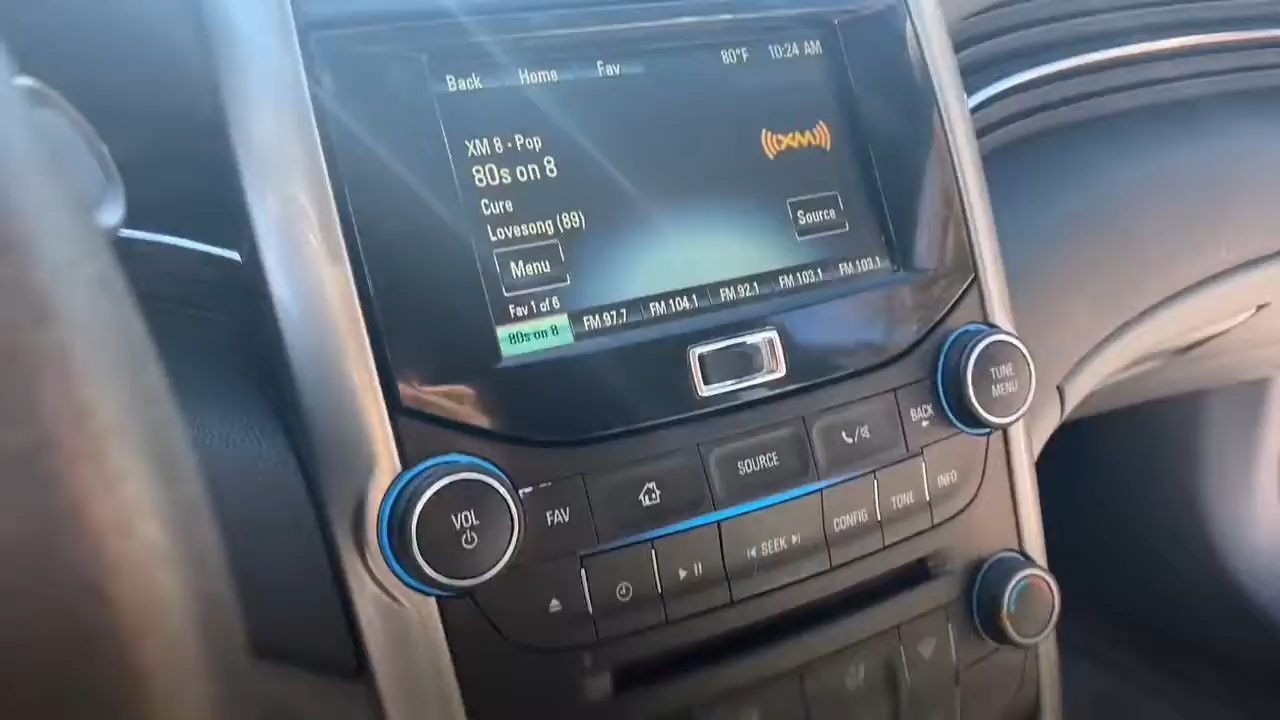 Back Home Fav 80°F 10:24 AM
XM 8 - Pop
((XM))
80s on 8
Cure
Lovesong (89)
Source
Menu
Fav 1 of 6
80s on 8 FM 97.7 FM 104.1 FM 92.1 FM 103.1 FM 103.1
TUNE
MENU
BACK
SOURCE
FAV
VOL
INFO
TONE
CONFIG
SEEK